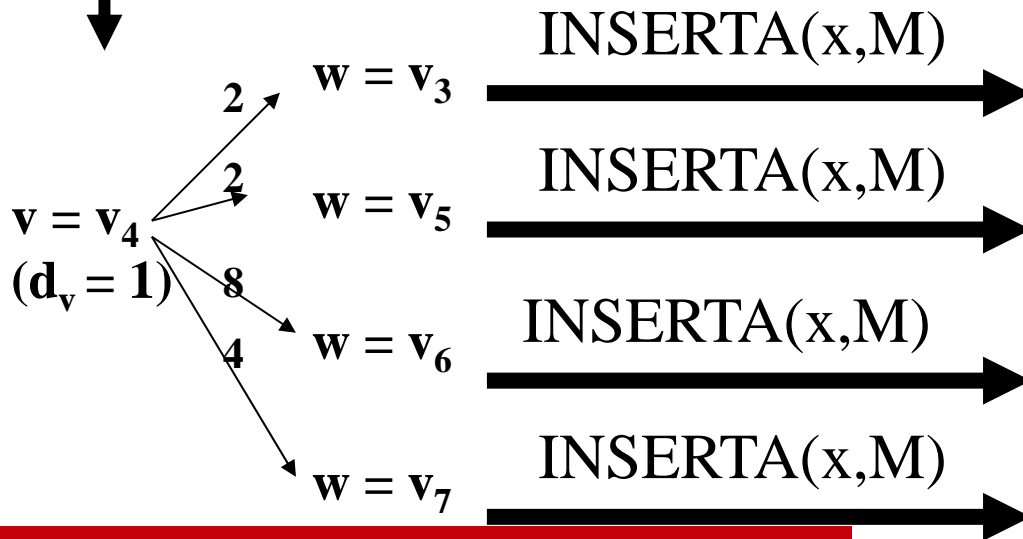 INSERTA(x,M)
2 w = v3
INSERTA(x,M)
2 w = v5
v = v4
(dv = 1)
8
INSERTA(x,M)
w = v6
4
INSERTA(x,M)
w = v7